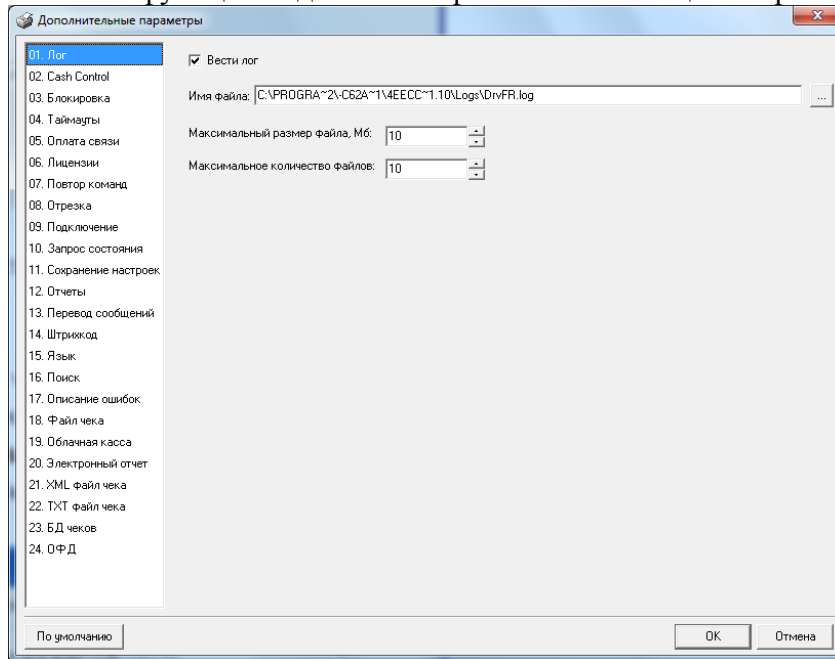 Дополнительные параметры
01. Лог
02. Cash Control
03. Блокировка
04. Таймауты
05. Оплата связи
06. Лицензии
07. Повтор команд
08. Отрезка
09. Подключение
10. Запрос состояния
11. Сохранение настроек
12. Отчеты
13. Перевод сообщений
14. Штрихкод
15. Язык
16. Поиск
17. Описание ошибок
18. Файл чека
19. Облачная касса
20. Электронный отчет
21. XML файл чека
22. TXT файл чека
23. БД чеков
24. ОФД
Вести лог
Имя файла: C:\PROGRA~2\-C62A~1\4EECC~1.10\Logs\DrvFR.log ...
Максимальный размер файла, Мб: 10
Максимальное количество файлов: 10
По умолчанию
OK
Отмена